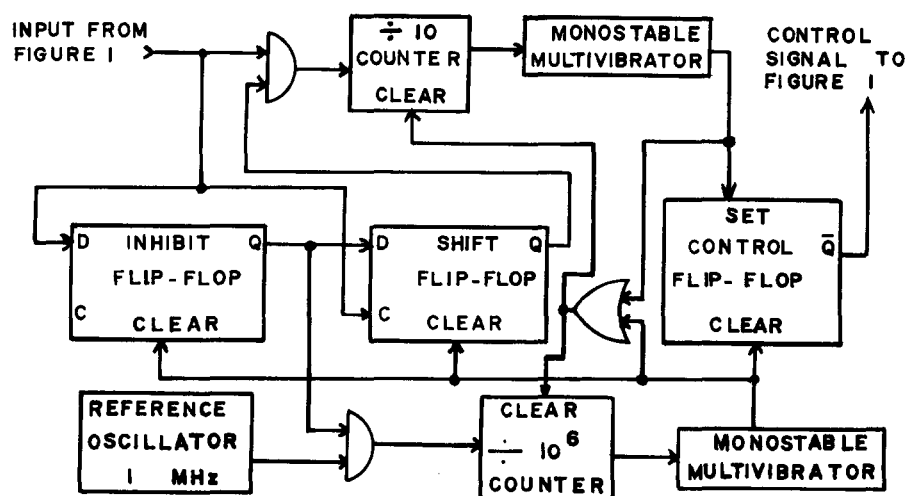 INPUT FROM
FIGURE 1
÷ 10
COUNTER
CLEAR
MONOSTABLE
MULTIVIBRATOR
CONTROL
SIGNAL TO
FIGURE 1
D INHIBIT Q
FLIP-FLOP
C
CLEAR
D SHIFT Q
FLIP-FLOP
C
CLEAR
SET
CONTROL Q̅
FLIP-FLOP
CLEAR
REFERENCE
OSCILLATOR
1 MHz
CLEAR
÷ 10⁶
COUNTER
MONOSTABLE
MULTIVIBRATOR